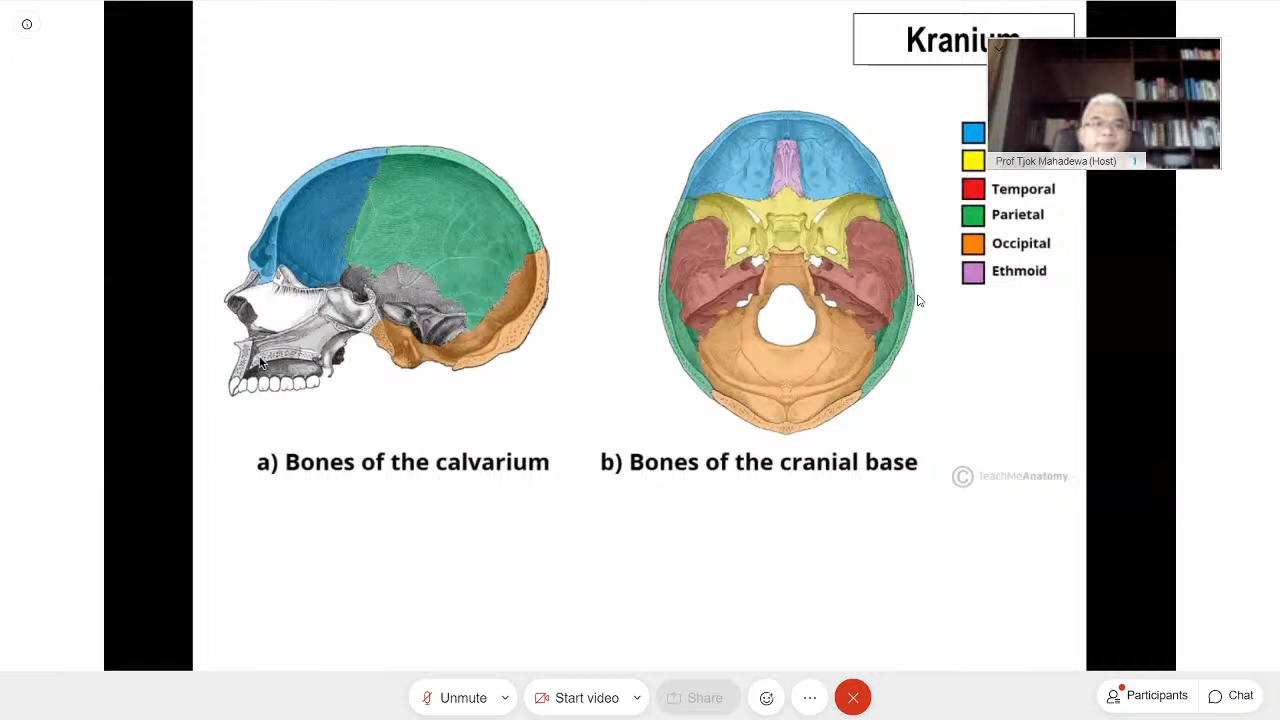 Kranium
Prof Tjok Mahadewa (Host)
Temporal
Parietal
Occipital
Ethmoid
a) Bones of the calvarium
b) Bones of the cranial base
© TeachMeAnatomy
Unmute
Start video
Share
Participants
Chat